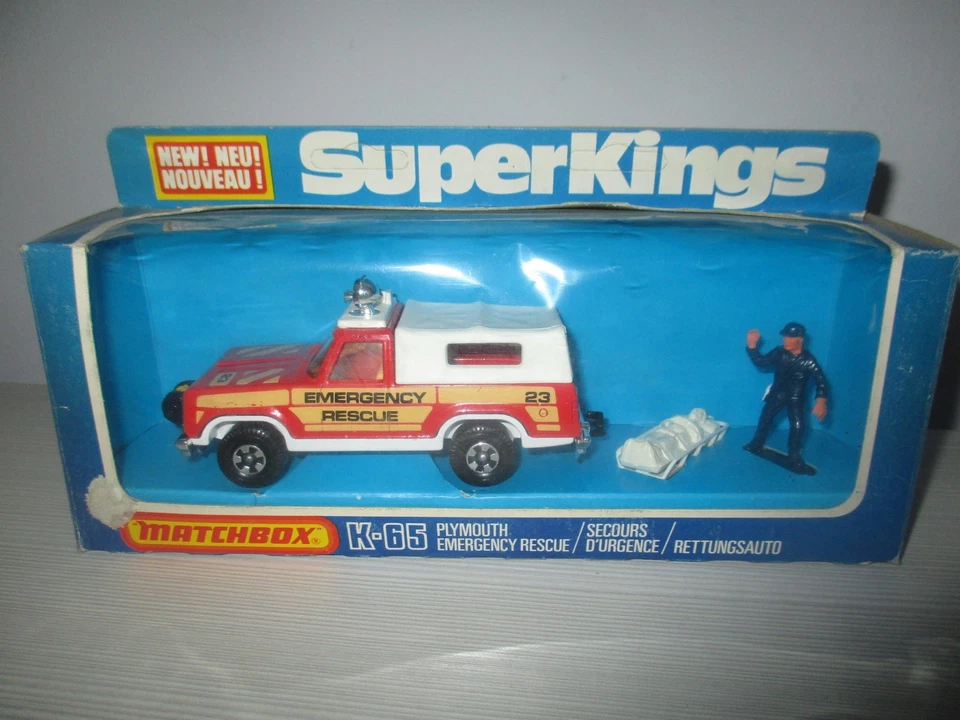 NEW! NEU!
NOUVEAU!
SuperKings
EMERGENCY
RESCUE
23
MATCHBOX®
K-65
PLYMOUTH
EMERGENCY RESCUE / SECOURS
D'URGENCE / RETTUNGSAUTO